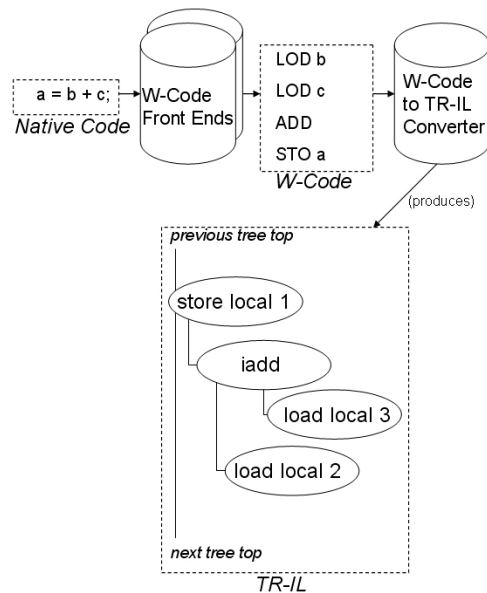 a = b + c;
Native Code
W-Code
Front Ends
LOD b
LOD c
ADD
STO a
W-Code
W-Code
to TR-IL
Converter
(produces)
previous tree top
store local 1
iadd
load local 3
load local 2
next tree top
TR-IL